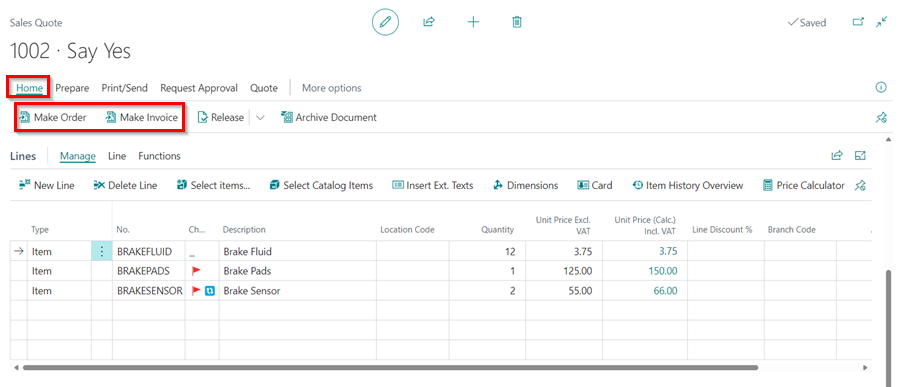 Sales Quote
Saved
1002 · Say Yes
Home Prepare Print/Send Request Approval Quote More options
Make Order Make Invoice Release Archive Document
Lines Manage Line Functions
New Line Delete Line Select items... Select Catalog Items Insert Ext. Texts Dimensions Card Item History Overview Price Calculator
Type No. Ch... Description Location Code Quantity Unit Price Excl. VAT Unit Price (Calc.) Incl. VAT Line Discount % Branch Code
Item BRAKEFLUID _ Brake Fluid 12 3.75 3.75
Item BRAKEPADS Brake Pads 1 125.00 150.00
Item BRAKESENSOR Brake Sensor 2 55.00 66.00